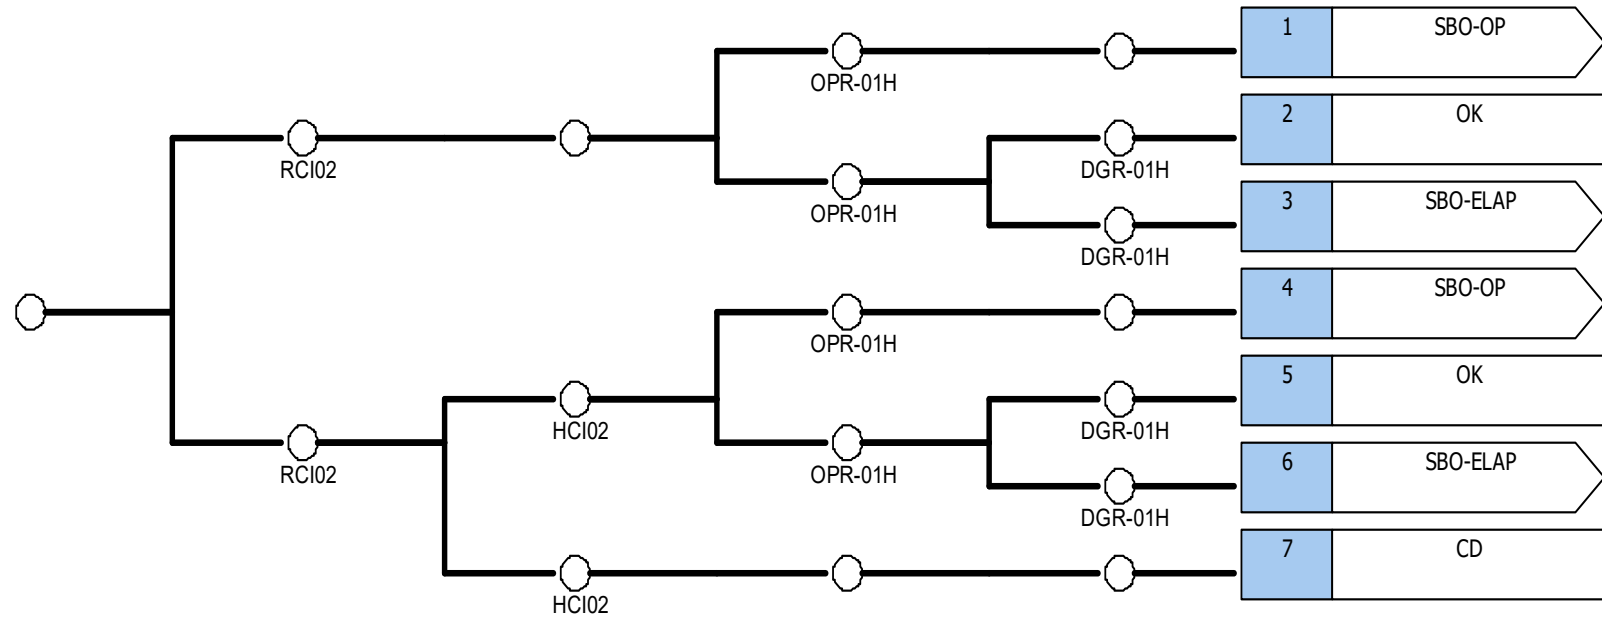 1 SBO-OP
OPR-01H
2 OK
RCI02
DGR-01H
3 SBO-ELAP
OPR-01H
DGR-01H
4 SBO-OP
OPR-01H
5 OK
HCI02
DGR-01H
6 SBO-ELAP
RCI02
OPR-01H
DGR-01H
7 CD
HCI02